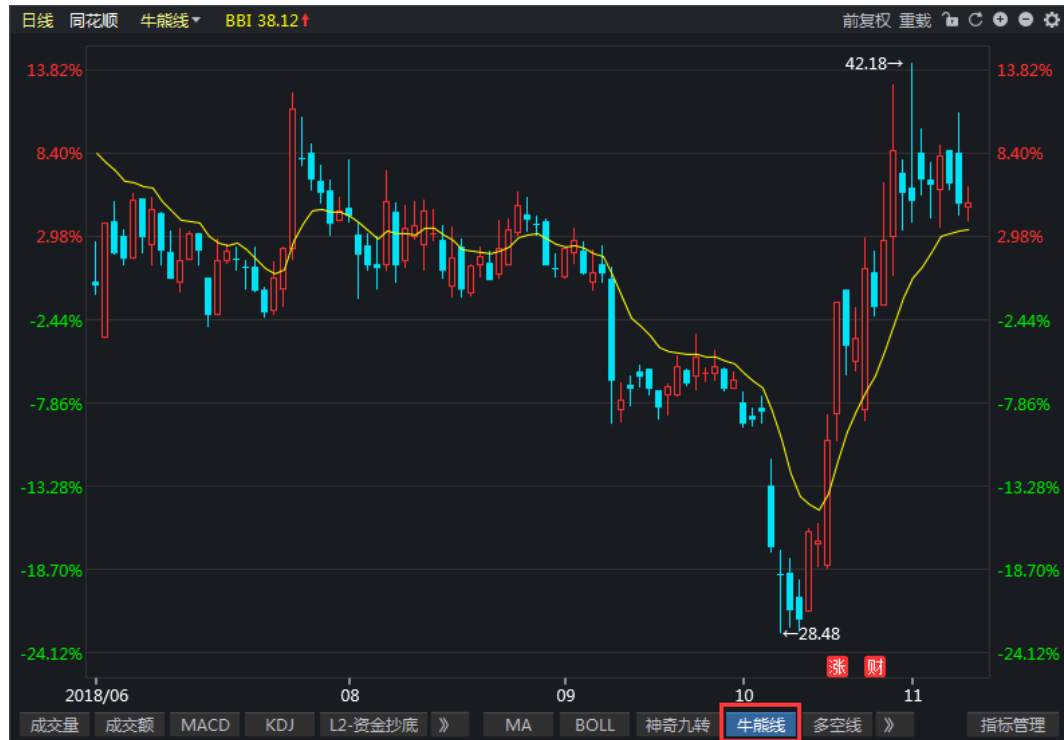 日线 同花顺 牛能线 BBI 38.12↑ 前复权 重载
42.18→
13.82% 13.82%
8.40% 8.40%
2.98% 2.98%
-2.44% -2.44%
-7.86% -7.86%
-13.28% -13.28%
-18.70% -18.70%
←28.48
-24.12% -24.12%
涨 财
2018/06 08 09 10 11
成交量 成交额 MACD KDJ L2-资金抄底 》 MA BOLL 神奇九转 牛能线 多空线 》 指标管理